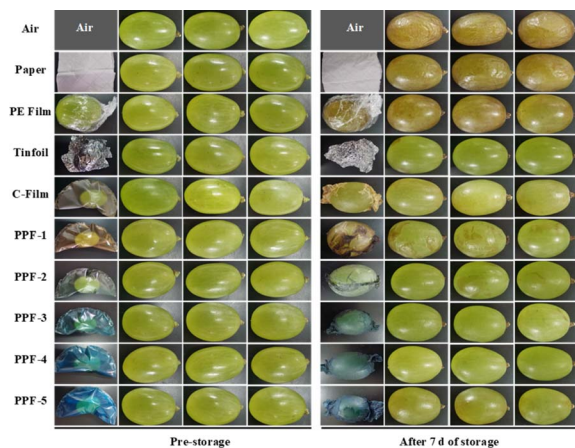 Air Air Air
Paper
PE Film
Tinfoil
C-Film
PPF-1
PPF-2
PPF-3
PPF-4
PPF-5
Pre-storage After 7 d of storage